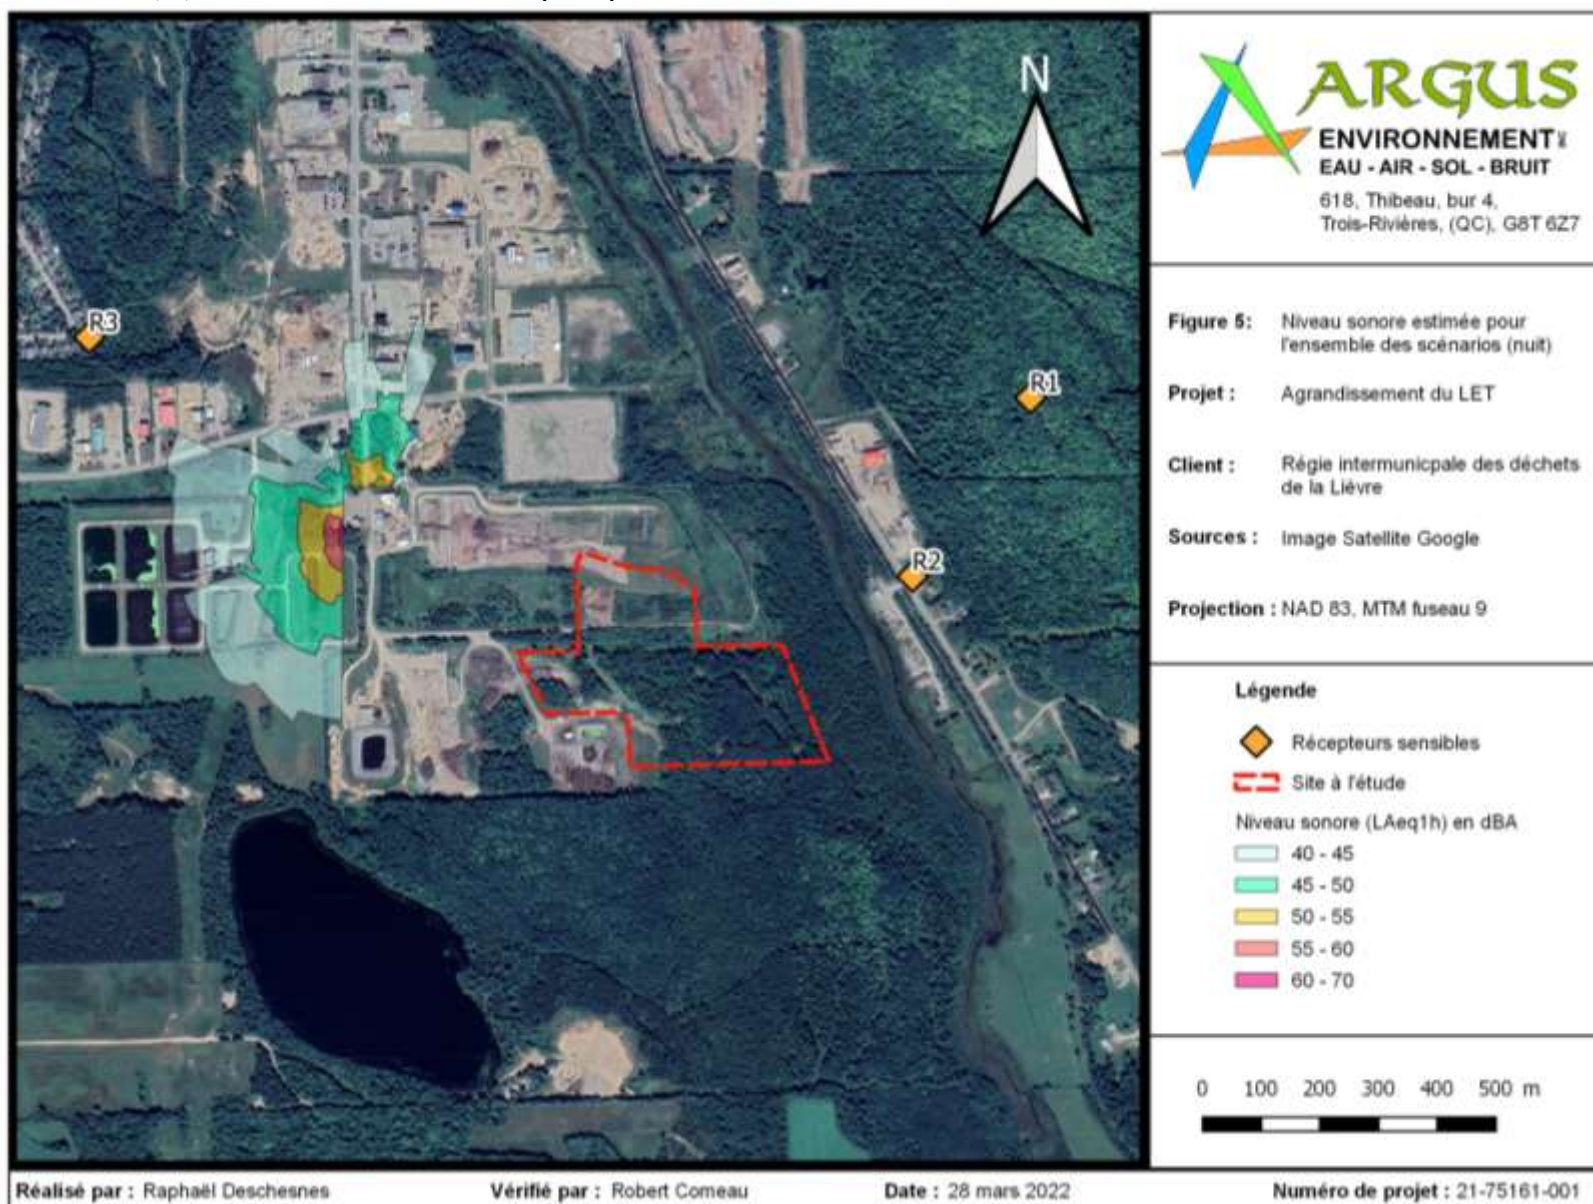 N
R3
R1
R2
ARGUS
ENVIRONNEMENT INC
EAU - AIR - SOL - BRUIT
618, Thibeau, bur 4,
Trois-Rivières, (QC), G8T 6Z7
Figure 5: Niveau sonore estimée pour
l'ensemble des scénarios (nuit)
Projet : Agrandissement du LET
Client : Régie intermunicpale des déchets
de la Lièvre
Sources : Image Satellite Google
Projection : NAD 83, MTM fuseau 9
Légende
Récepteurs sensibles
Site à l'étude
Niveau sonore (LAeq1h) en dBA
40 - 45
45 - 50
50 - 55
55 - 60
60 - 70
0 100 200 300 400 500 m
Réalisé par : Raphaël Deschesnes Vérifié par : Robert Comeau Date : 28 mars 2022 Numéro de projet : 21-75161-001